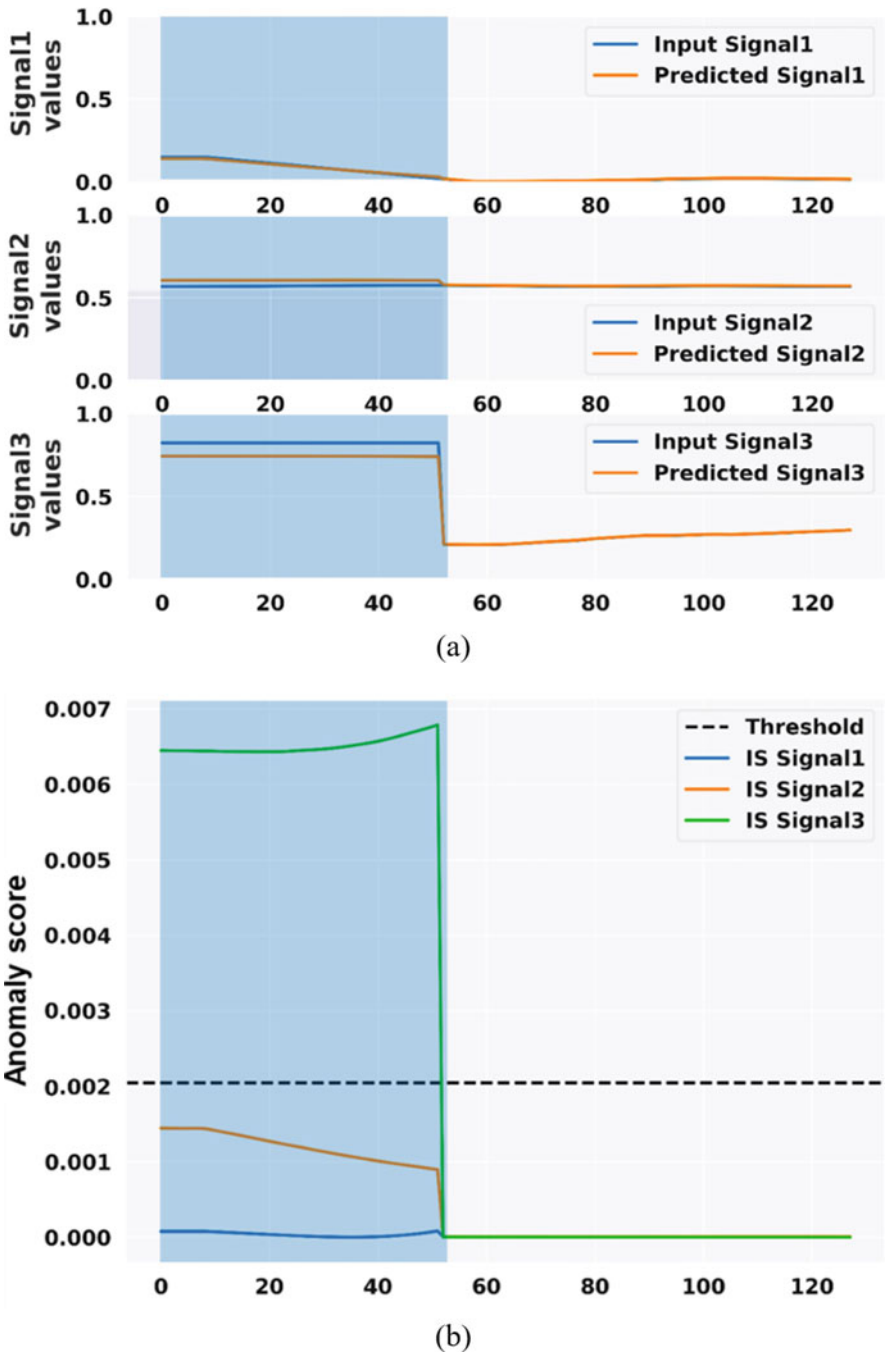 Signal1
values
1.0
0.5
0.0
Input Signal1
Predicted Signal1
0 20 40 60 80 100 120
Signal2
values
1.0
0.5
0.0
Input Signal2
Predicted Signal2
0 20 40 60 80 100 120
Signal3
values
1.0
0.5
0.0
Input Signal3
Predicted Signal3
0 20 40 60 80 100 120
(a)
Anomaly score
0.007
0.006
0.005
0.004
0.003
0.002
0.001
0.000
Threshold
IS Signal1
IS Signal2
IS Signal3
0 20 40 60 80 100 120
(b)